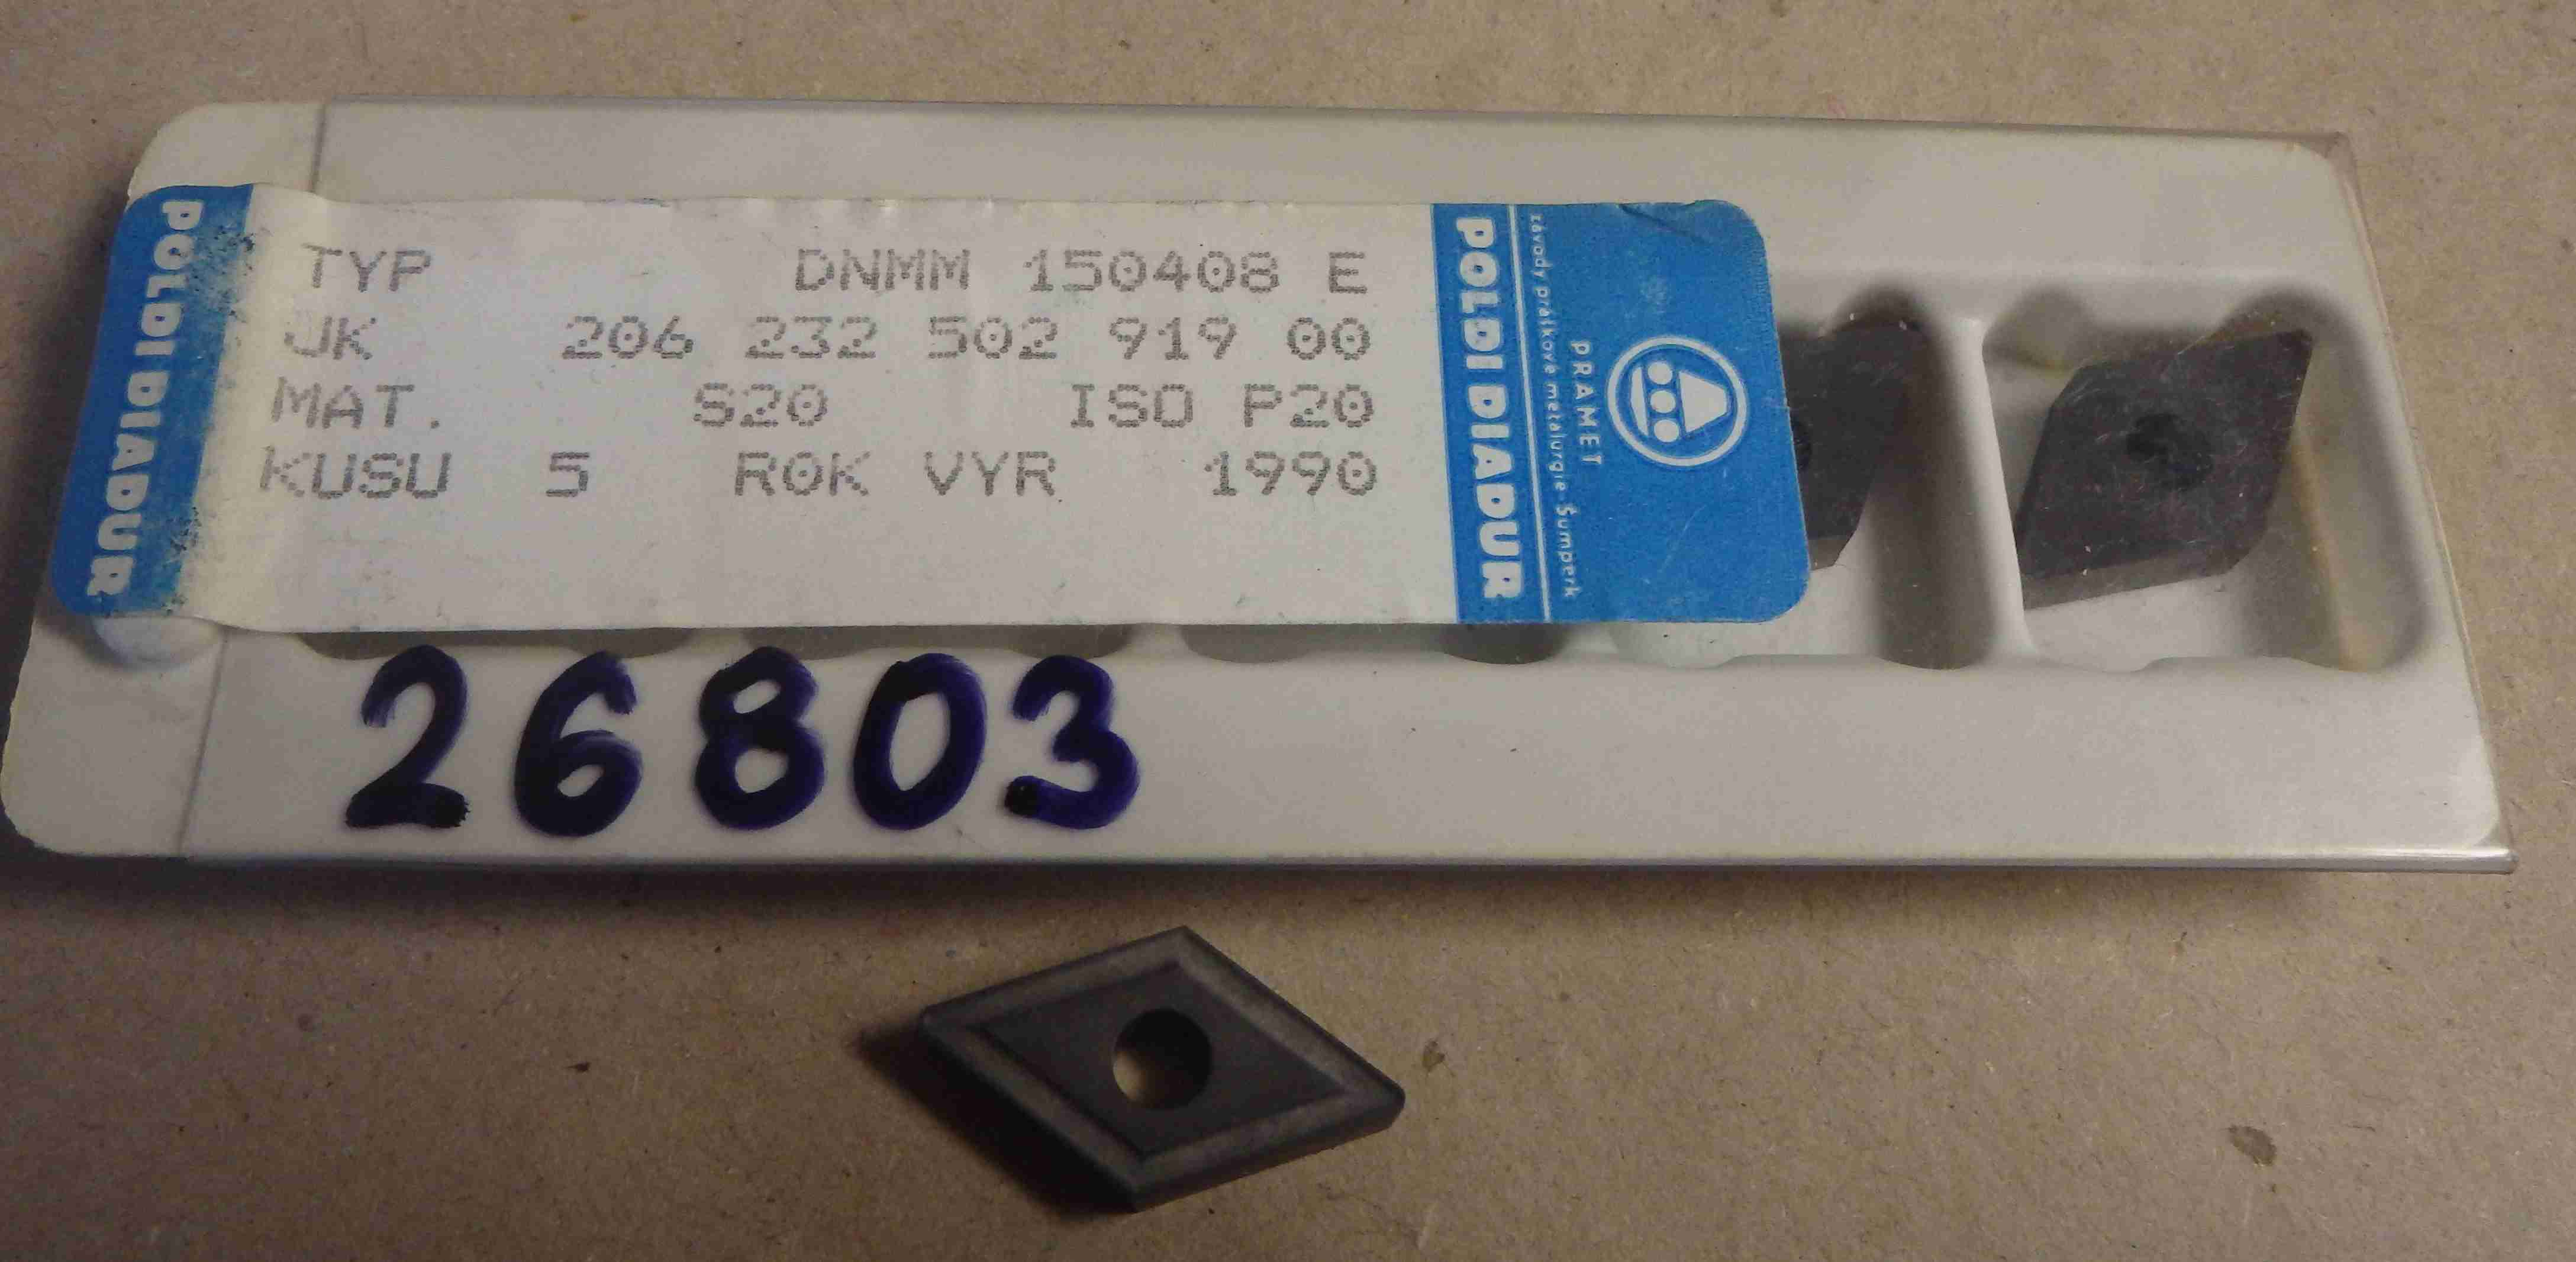 POLDI DIADUR
TYP DNMM 150408 E
JK 206 232 502 919 00
MAT. S20 ISO P20
KUSU 5 ROK VYR 1990
POLDI DIADUR
závody práškové metalurgie - Šumperk
PRAMET
26803